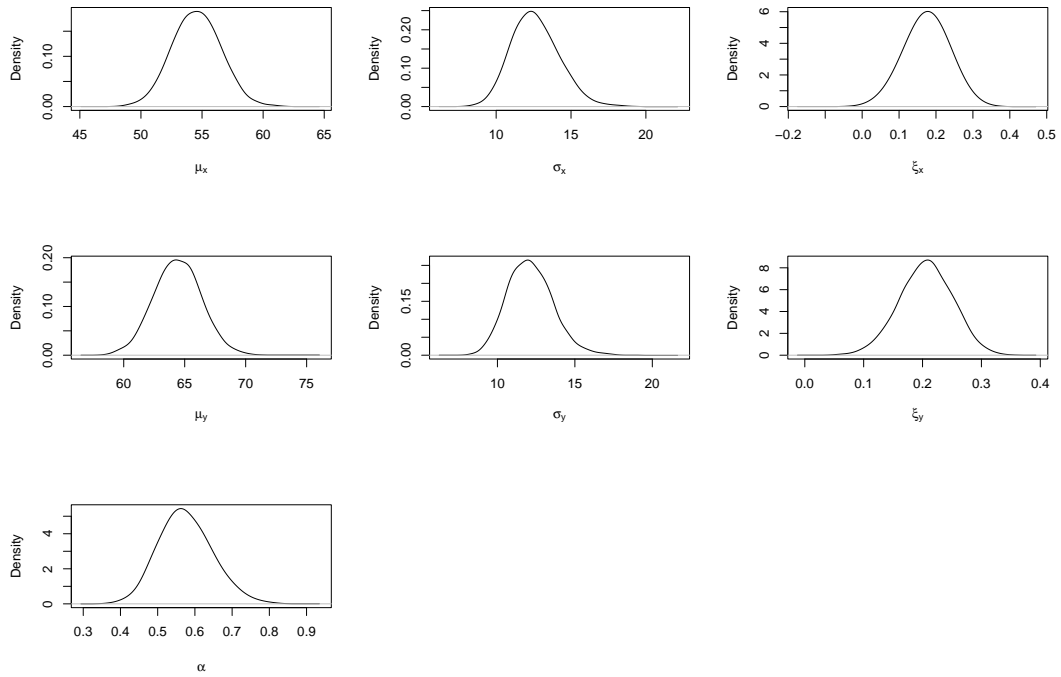 Density
0.00 0.10
45 50 55 60 65
μx
Density
0.00 0.10 0.20
10 15 20
σx
Density
0 2 4 6
−0.2 0.0 0.1 0.2 0.3 0.4 0.5
ξx
Density
0.00 0.10 0.20
60 65 70 75
μy
Density
0.00 0.15
10 15 20
σy
Density
0 2 4 6 8
0.0 0.1 0.2 0.3 0.4
ξy
Density
0 2 4
0.3 0.4 0.5 0.6 0.7 0.8 0.9
α